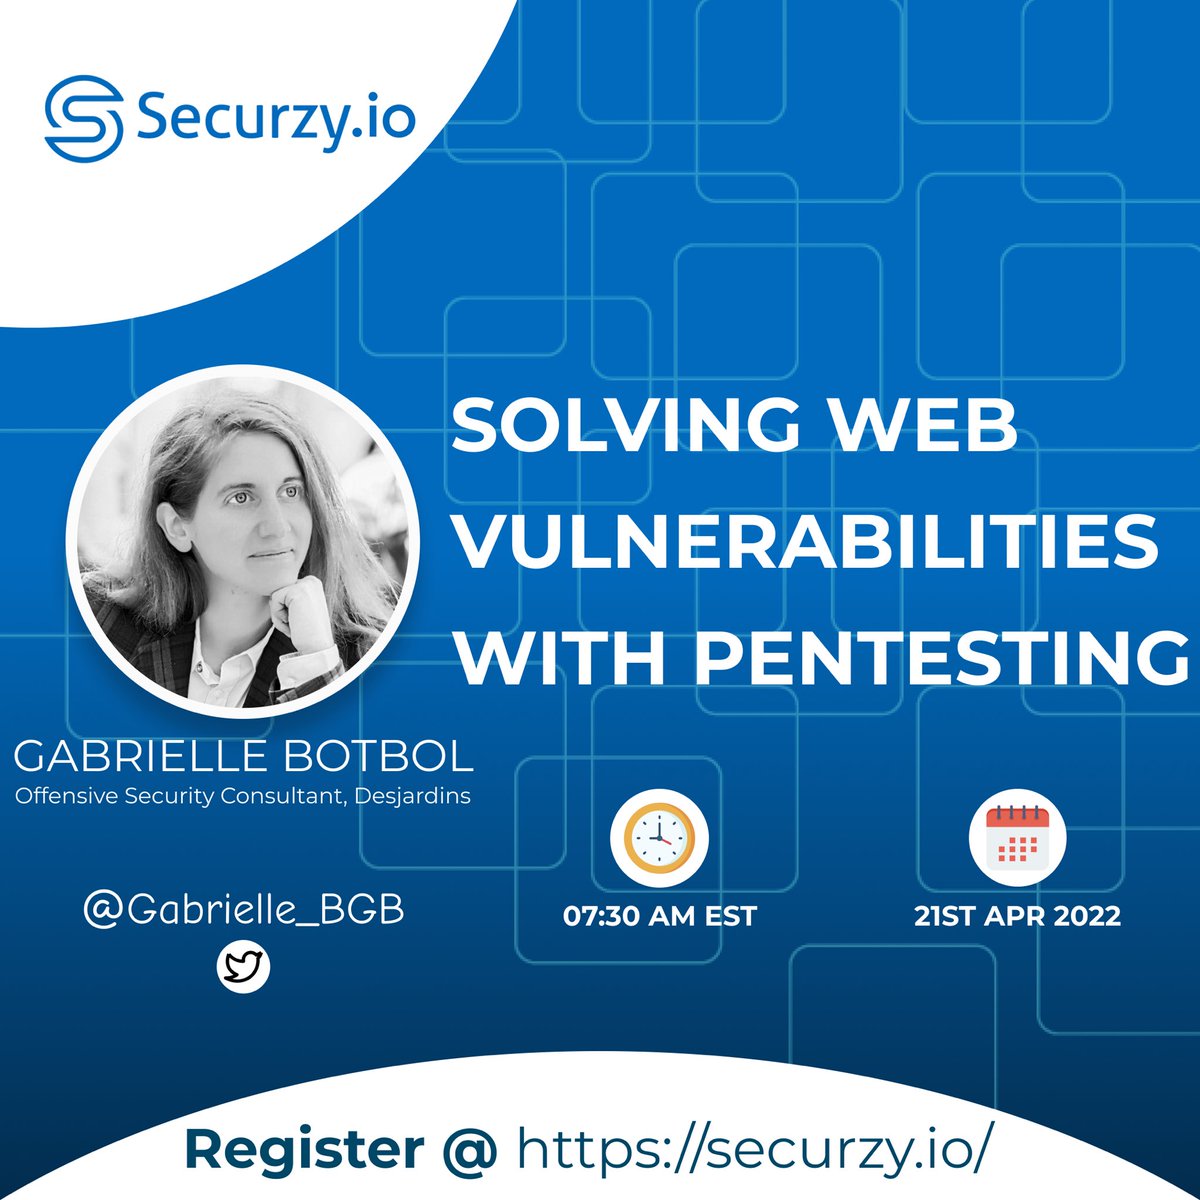 Securzy.io
SOLVING WEB
VULNERABILITIES
WITH PENTESTING
GABRIELLE BOTBOL
Offensive Security Consultant, Desjardins
@Gabrielle_BGB
07:30 AM EST
21ST APR 2022
Register @ https://securzy.io/